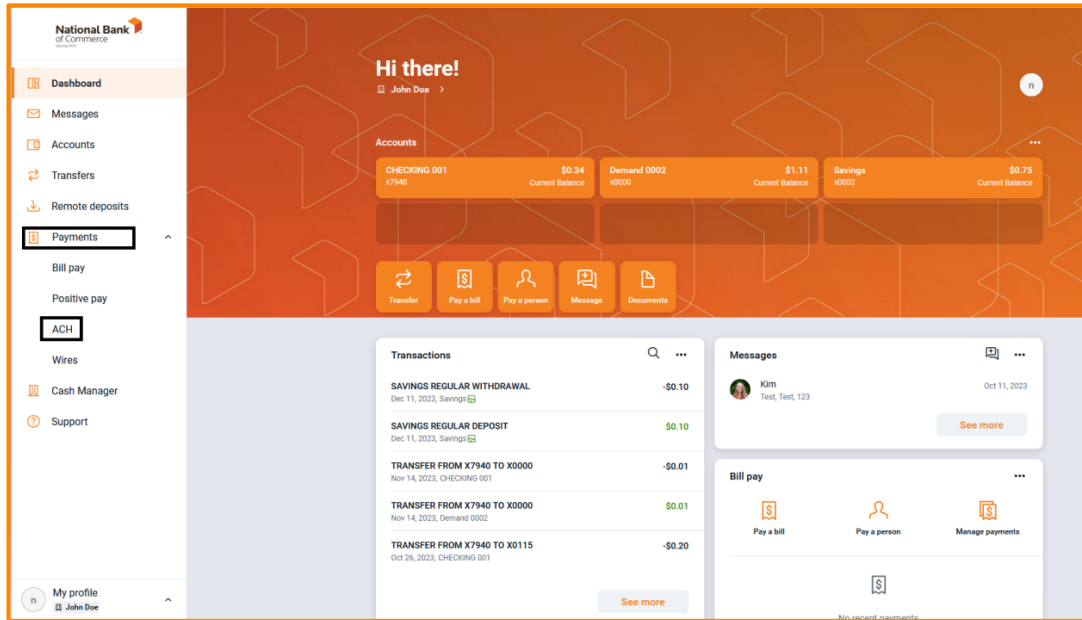 National Bank
of Commerce
Member FDIC
Dashboard
Messages
Accounts
Transfers
Remote deposits
Payments
Bill pay
Positive pay
ACH
Wires
Cash Manager
Support
n
My profile
John Doe
Hi there!
John Doe
n
Accounts
CHECKING 001 $0.34
x7940 Current Balance
Demand 0002 $1.11
x0000 Current Balance
Savings $0.75
x0002 Current Balance
Transfer
Pay a bill
Pay a person
Message
Documents
Transactions
SAVINGS REGULAR WITHDRAWAL -$0.10
Dec 11, 2023, Savings
SAVINGS REGULAR DEPOSIT $0.10
Dec 11, 2023, Savings
TRANSFER FROM X7940 TO X0000 -$0.01
Nov 14, 2023, CHECKING 001
TRANSFER FROM X7940 TO X0000 $0.01
Nov 14, 2023, Demand 0002
TRANSFER FROM X7940 TO X0115 -$0.20
Oct 26, 2023, CHECKING 001
See more
Messages
Kim Oct 11, 2023
Test, Test, 123
See more
Bill pay
Pay a bill
Pay a person
Manage payments
No recent payments